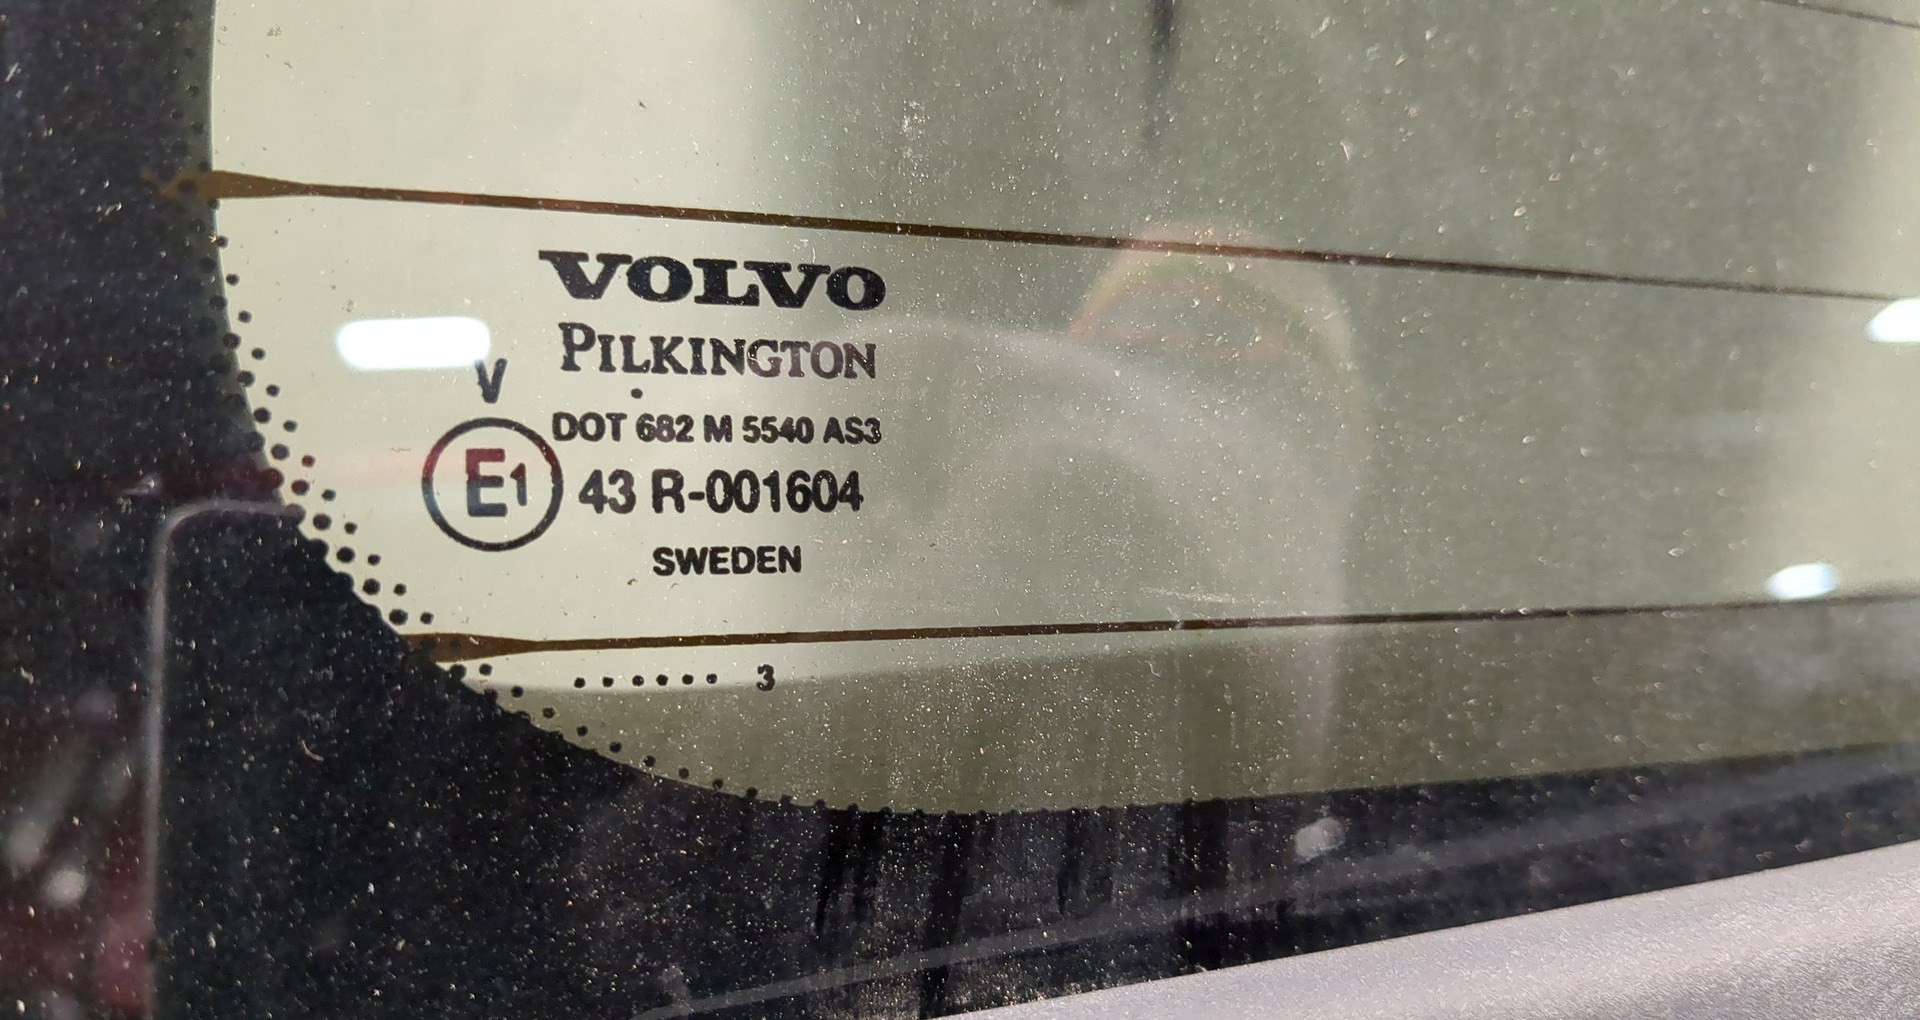 VOLVO
PILKINGTON
V
DOT 682 M 5540 AS3
E1 43 R-001604
SWEDEN
....... 3